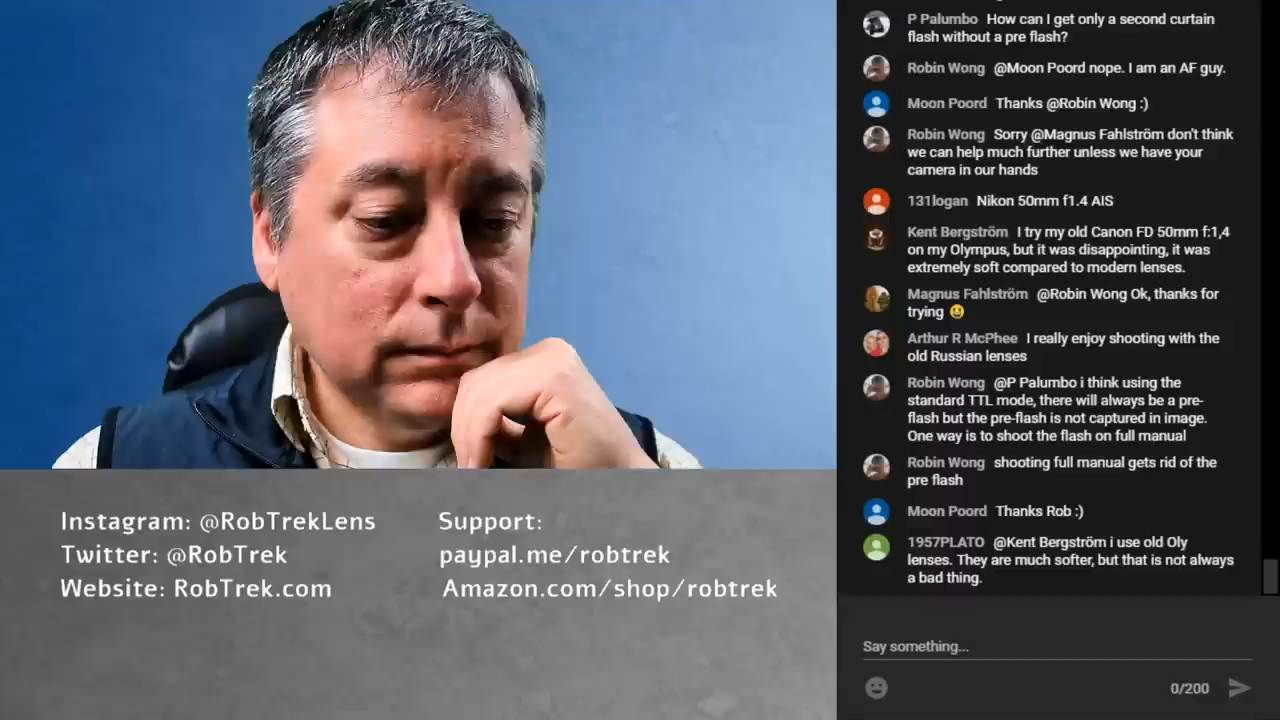 Instagram: @RobTrekLens
Twitter: @RobTrek
Website: RobTrek.com
Support:
paypal.me/robtrek
Amazon.com/shop/robtrek
P Palumbo How can I get only a second curtain
flash without a pre flash?
Robin Wong @Moon Poord nope. I am an AF guy.
Moon Poord Thanks @Robin Wong :)
Robin Wong Sorry @Magnus Fahlström don't think
we can help much further unless we have your
camera in our hands
131logan Nikon 50mm f1.4 AIS
Kent Bergström I try my old Canon FD 50mm f:1,4
on my Olympus, but it was disappointing, it was
extremely soft compared to modern lenses.
Magnus Fahlström @Robin Wong Ok, thanks for
trying 😃
Arthur R McPhee I really enjoy shooting with the
old Russian lenses
Robin Wong @P Palumbo i think using the
standard TTL mode, there will always be a pre-
flash but the pre-flash is not captured in image.
One way is to shoot the flash on full manual
Robin Wong shooting full manual gets rid of the
pre flash
Moon Poord Thanks Rob :)
1957PLATO @Kent Bergström i use old Oly
lenses. They are much softer, but that is not always
a bad thing.
Say something...
0/200